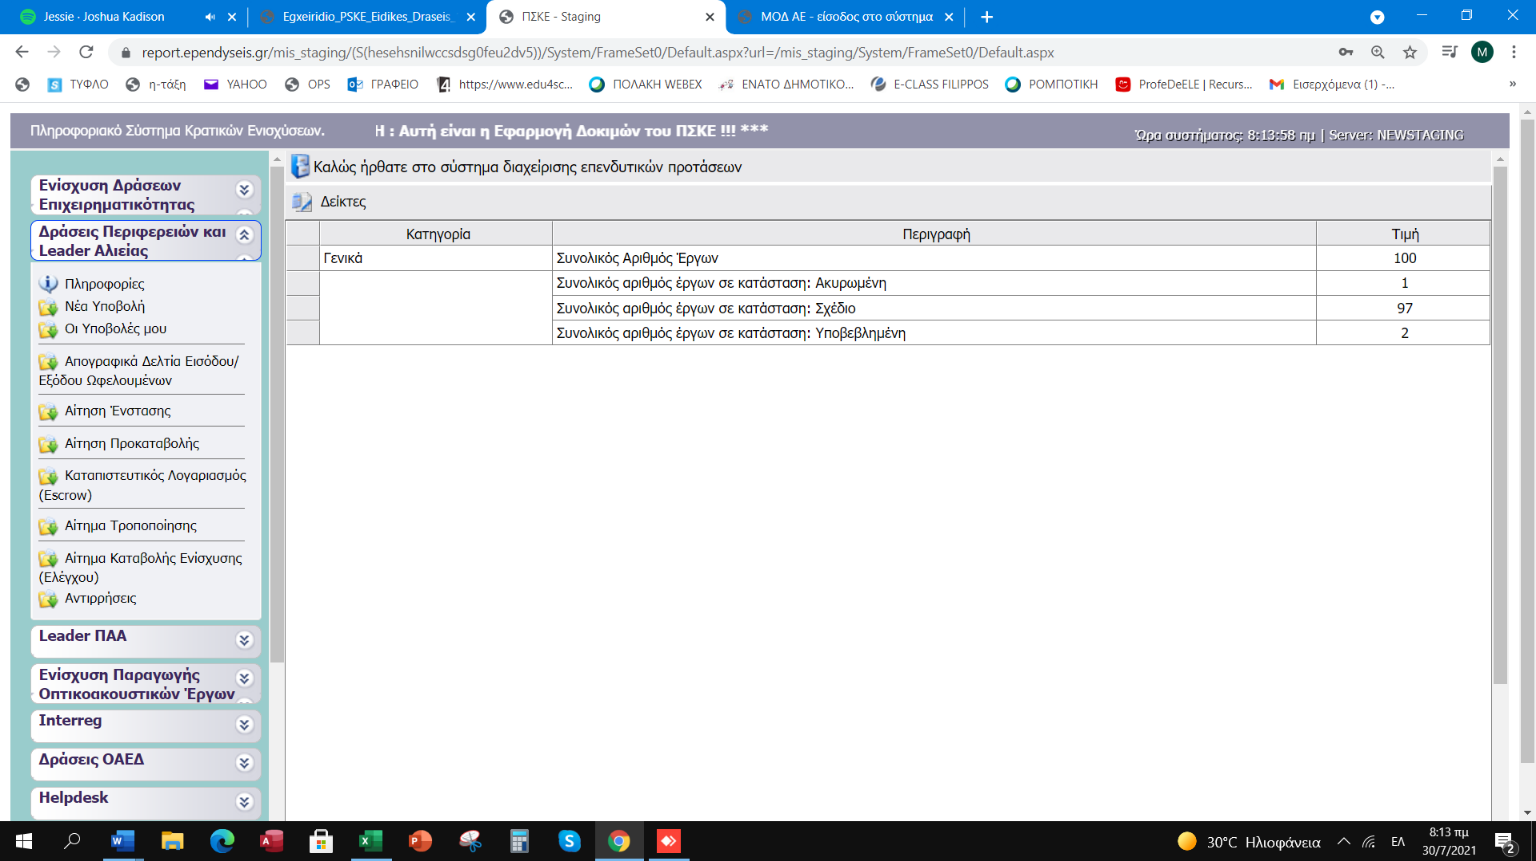 Jessie · Joshua Kadison
Egxeiridio_PSKE_Eidikes_Draseis_
ΠΣΚΕ - Staging
ΜΟΔ ΑΕ - είσοδος στο σύστημα
report.ependyseis.gr/mis_staging/(S(hesehsnilwccsdsg0feu2dv5))/System/FrameSet0/Default.aspx?url=/mis_staging/System/FrameSet0/Default.aspx
M
ΤΥΦΛΟ
η-τάξη
YAHOO
OPS
ΓΡΑΦΕΙΟ
https://www.edu4sc...
ΠΟΛΑΚΗ WEBEX
ΕΝΑΤΟ ΔΗΜΟΤΙΚΟ...
E-CLASS FILIPPOS
ΡΟΜΠΟΤΙΚΗ
ProfeDeELE | Recurs...
Εισερχόμενα (1) -...
Πληροφοριακό Σύστημα Κρατικών Ενισχύσεων.
Η : Αυτή είναι η Εφαρμογή Δοκιμών του ΠΣΚΕ !!! ***
Ώρα συστήματος: 8:13:58 πμ | Server: NEWSTAGING
Ενίσχυση Δράσεων
Επιχειρηματικότητας
Δράσεις Περιφερειών και
Leader Αλιείας
Πληροφορίες
Νέα Υποβολή
Οι Υποβολές μου
Απογραφικά Δελτία Εισόδου/
Εξόδου Ωφελουμένων
Αίτηση Ένστασης
Αίτηση Προκαταβολής
Καταπιστευτικός Λογαριασμός
(Escrow)
Αίτημα Τροποποίησης
Αίτημα Καταβολής Ενίσχυσης
(Ελέγχου)
Αντιρρήσεις
Leader ΠΑΑ
Ενίσχυση Παραγωγής
Οπτικοακουστικών Έργων
Interreg
Δράσεις ΟΑΕΔ
Helpdesk
Καλώς ήρθατε στο σύστημα διαχείρισης επενδυτικών προτάσεων
Δείκτες
Κατηγορία Περιγραφή Τιμή
Γενικά Συνολικός Αριθμός Έργων 100
Συνολικός αριθμός έργων σε κατάσταση: Ακυρωμένη 1
Συνολικός αριθμός έργων σε κατάσταση: Σχέδιο 97
Συνολικός αριθμός έργων σε κατάσταση: Υποβεβλημένη 2
30°C Ηλιοφάνεια
ΕΛ
8:13 πμ
30/7/2021
2